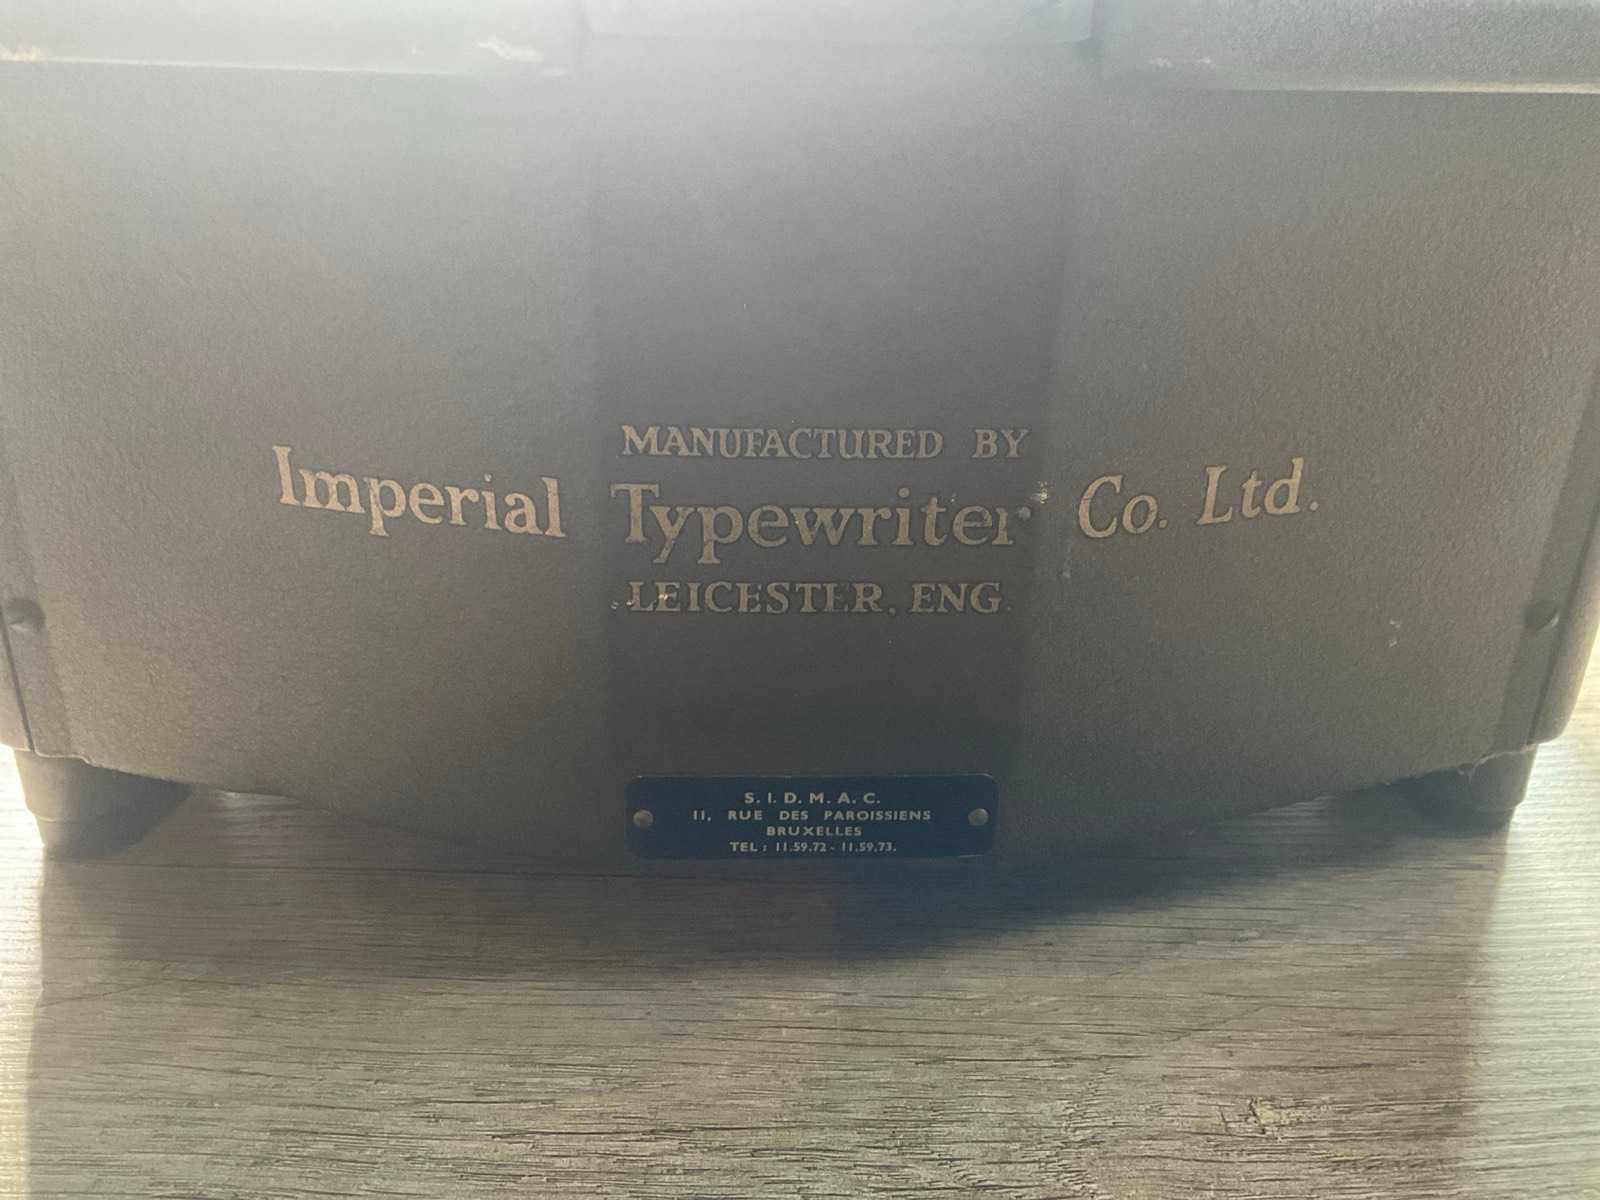 MANUFACTURED BY
Imperial Typewriter Co. Ltd.
LEICESTER, ENG.
S. I. D. M. A. C.
11, RUE DES PAROISSIENS
BRUXELLES
TEL : 11.59.72 - 11.59.73.